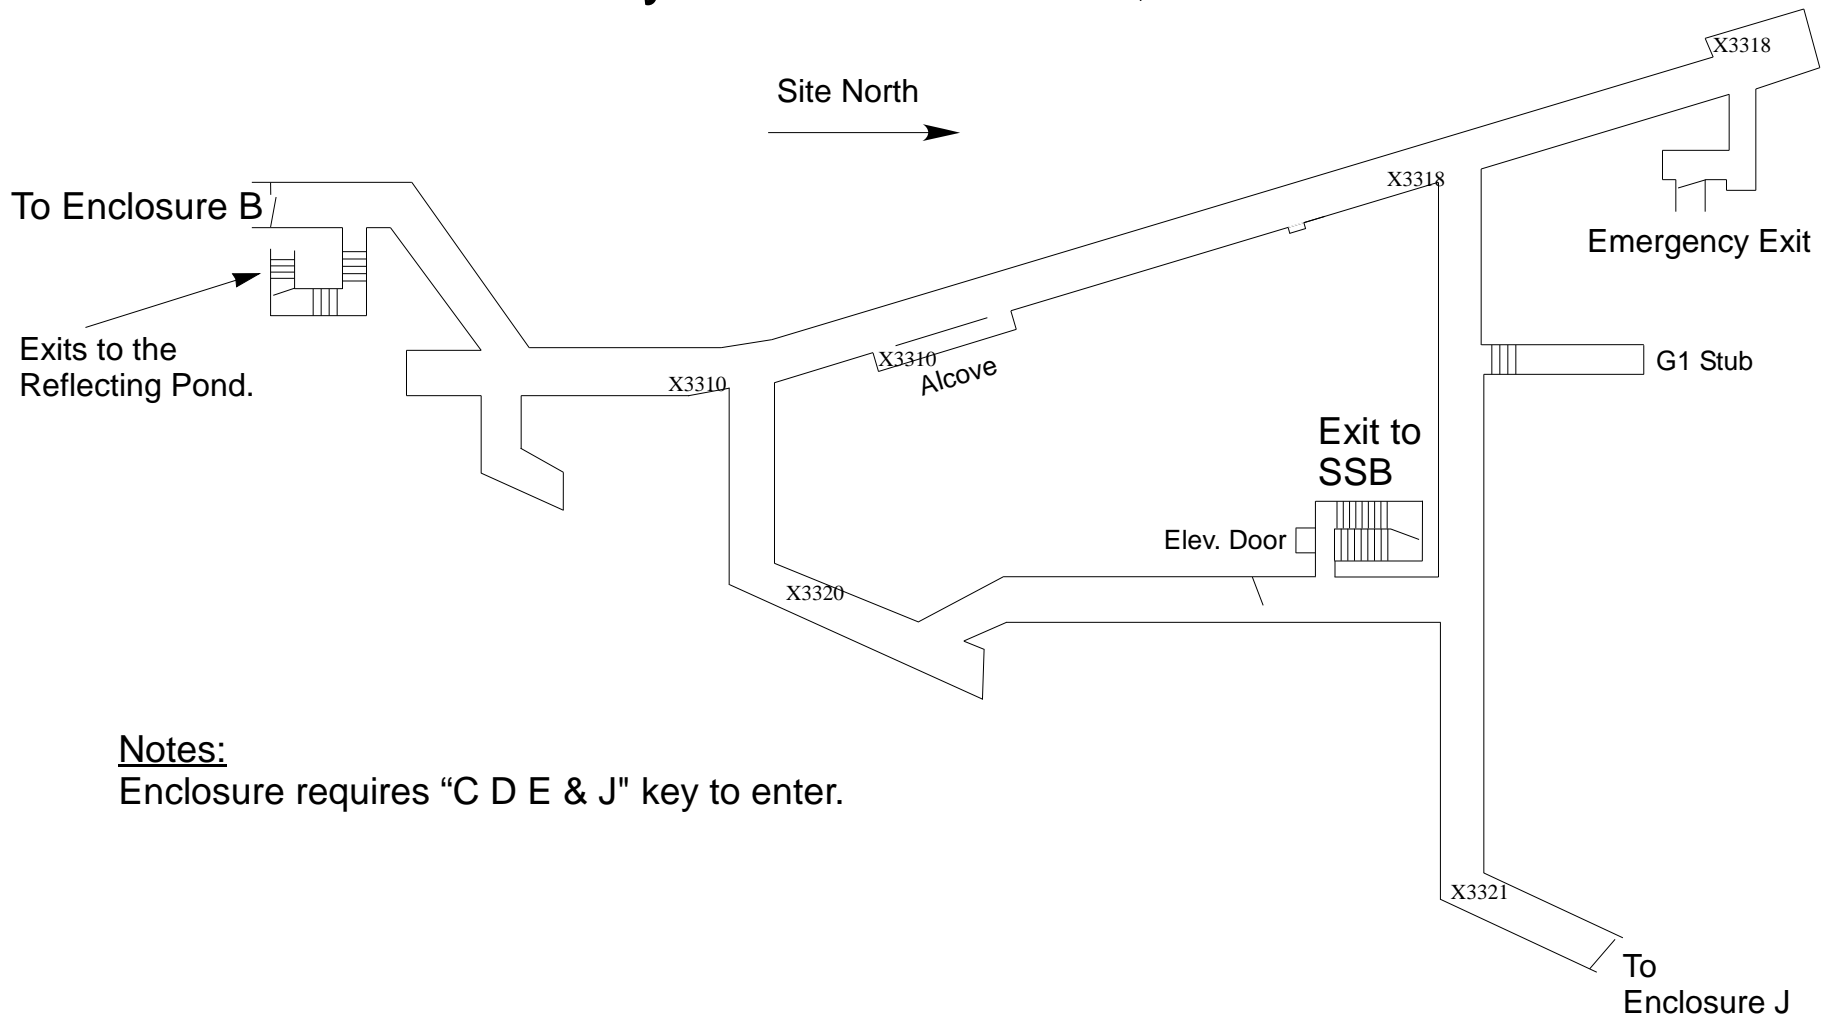 Site North
X3318
To Enclosure B
X3318
Emergency Exit
Exits to the
Reflecting Pond.
X3310
X3310
Alcove
G1 Stub
Exit to
SSB
Elev. Door
X3320
Notes:
Enclosure requires “C D E & J" key to enter.
X3321
To
Enclosure J